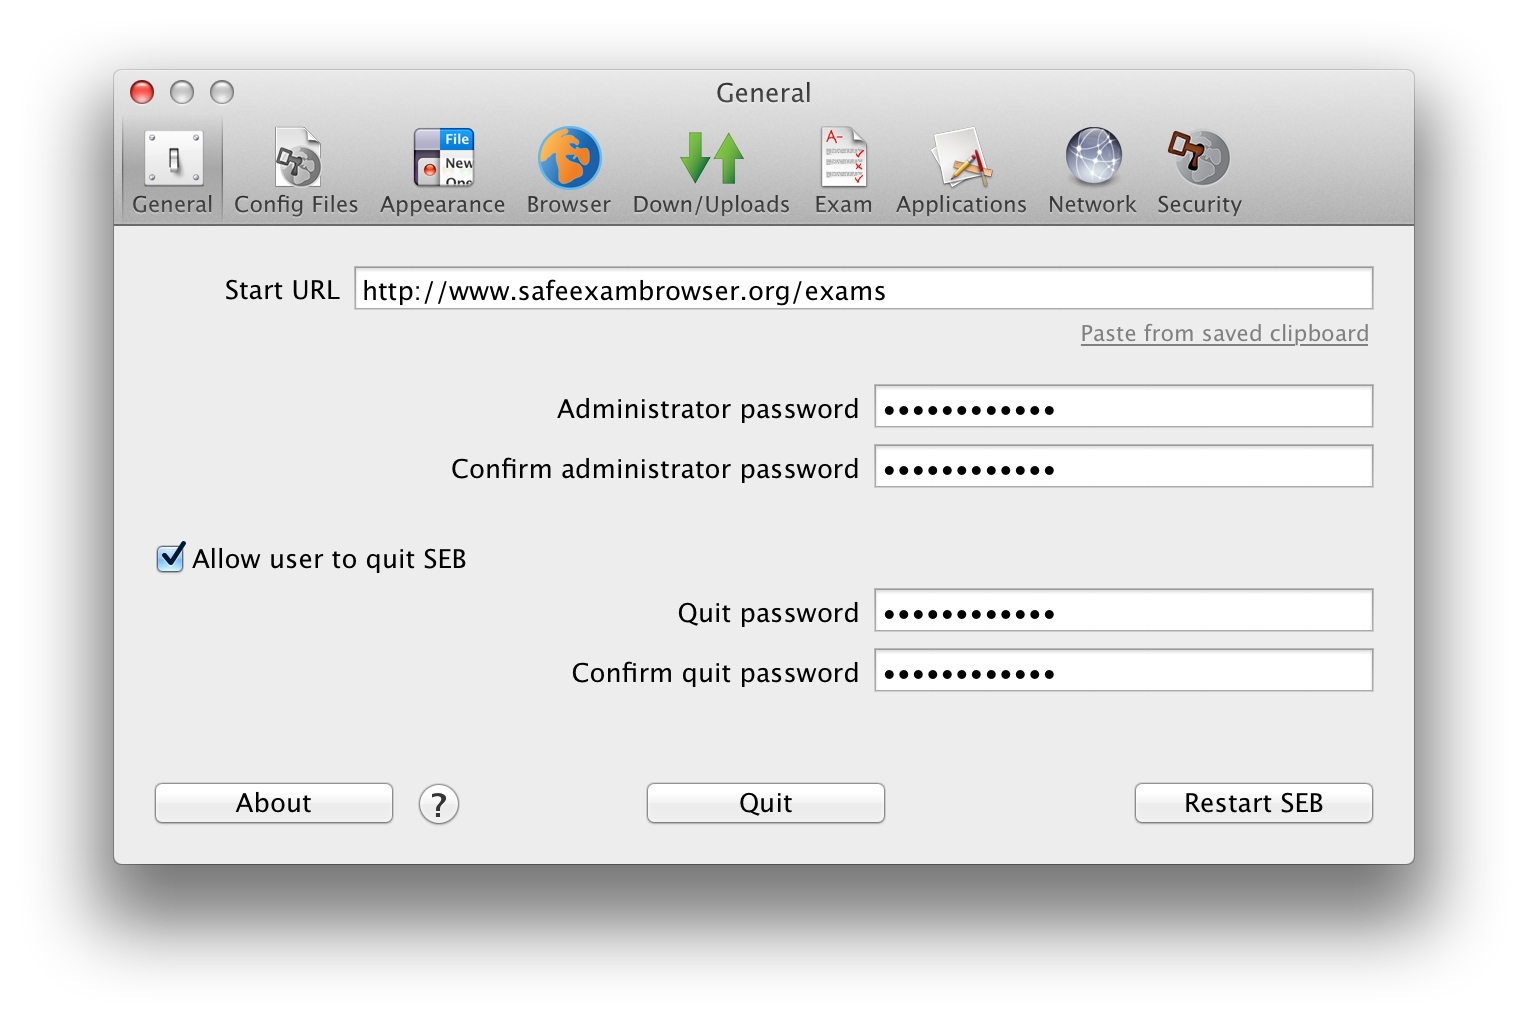 General
File
New
A-
General Config Files Appearance Browser Down/Uploads Exam Applications Network Security
Start URL http://www.safeexambrowser.org/exams
Paste from saved clipboard
Administrator password ••••••••••••
Confirm administrator password ••••••••••••
Allow user to quit SEB
Quit password ••••••••••••
Confirm quit password ••••••••••••
About ? Quit Restart SEB